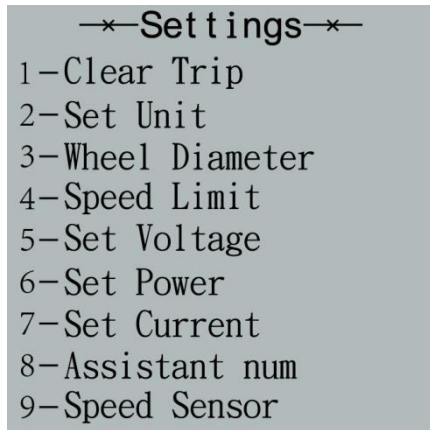 Settings
1-Clear Trip
2-Set Unit
3-Wheel Diameter
4-Speed Limit
5-Set Voltage
6-Set Power
7-Set Current
8-Assistant num
9-Speed Sensor